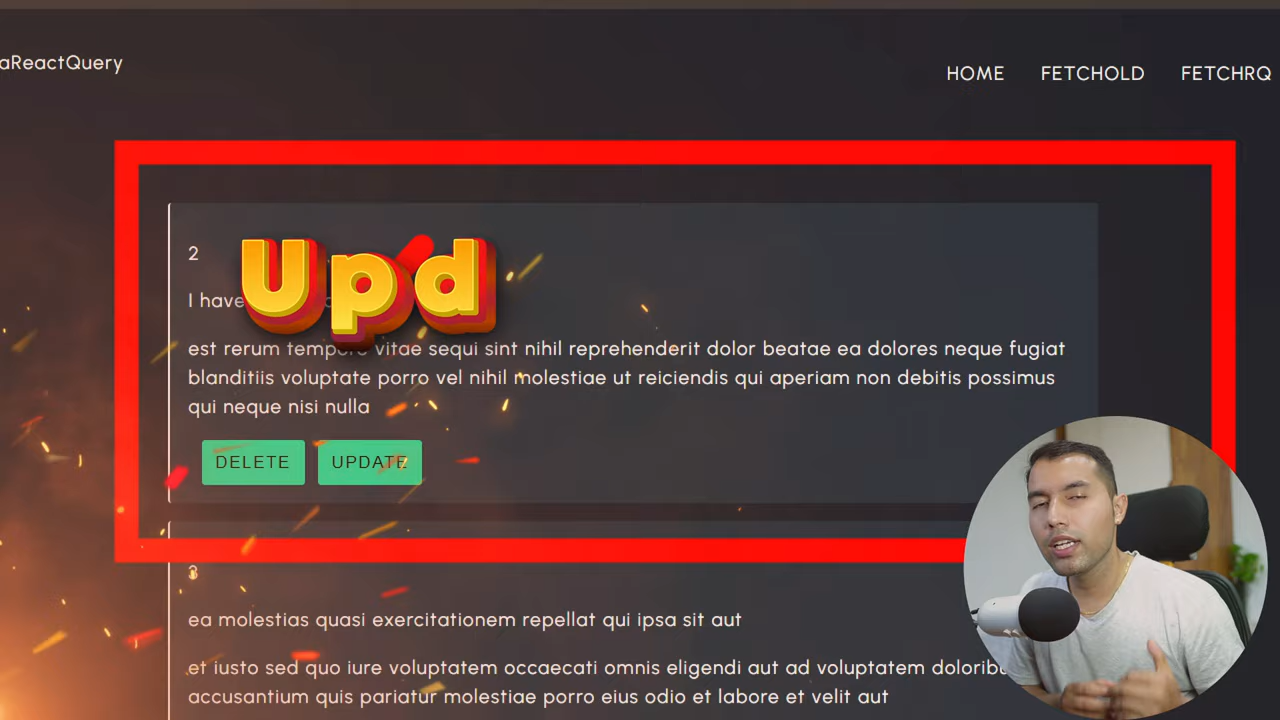 aReactQuery
HOME FETCHOLD FETCHRQ
2
Upd
I have
est rerum tempore vitae sequi sint nihil reprehenderit dolor beatae ea dolores neque fugiat
blanditiis voluptate porro vel nihil molestiae ut reiciendis qui aperiam non debitis possimus
qui neque nisi nulla
DELETE UPDATE
3
ea molestias quasi exercitationem repellat qui ipsa sit aut
et iusto sed quo iure voluptatem occaecati omnis eligendi aut ad voluptatem
accusantium quis pariatur molestiae porro eius odio et labore et velit aut